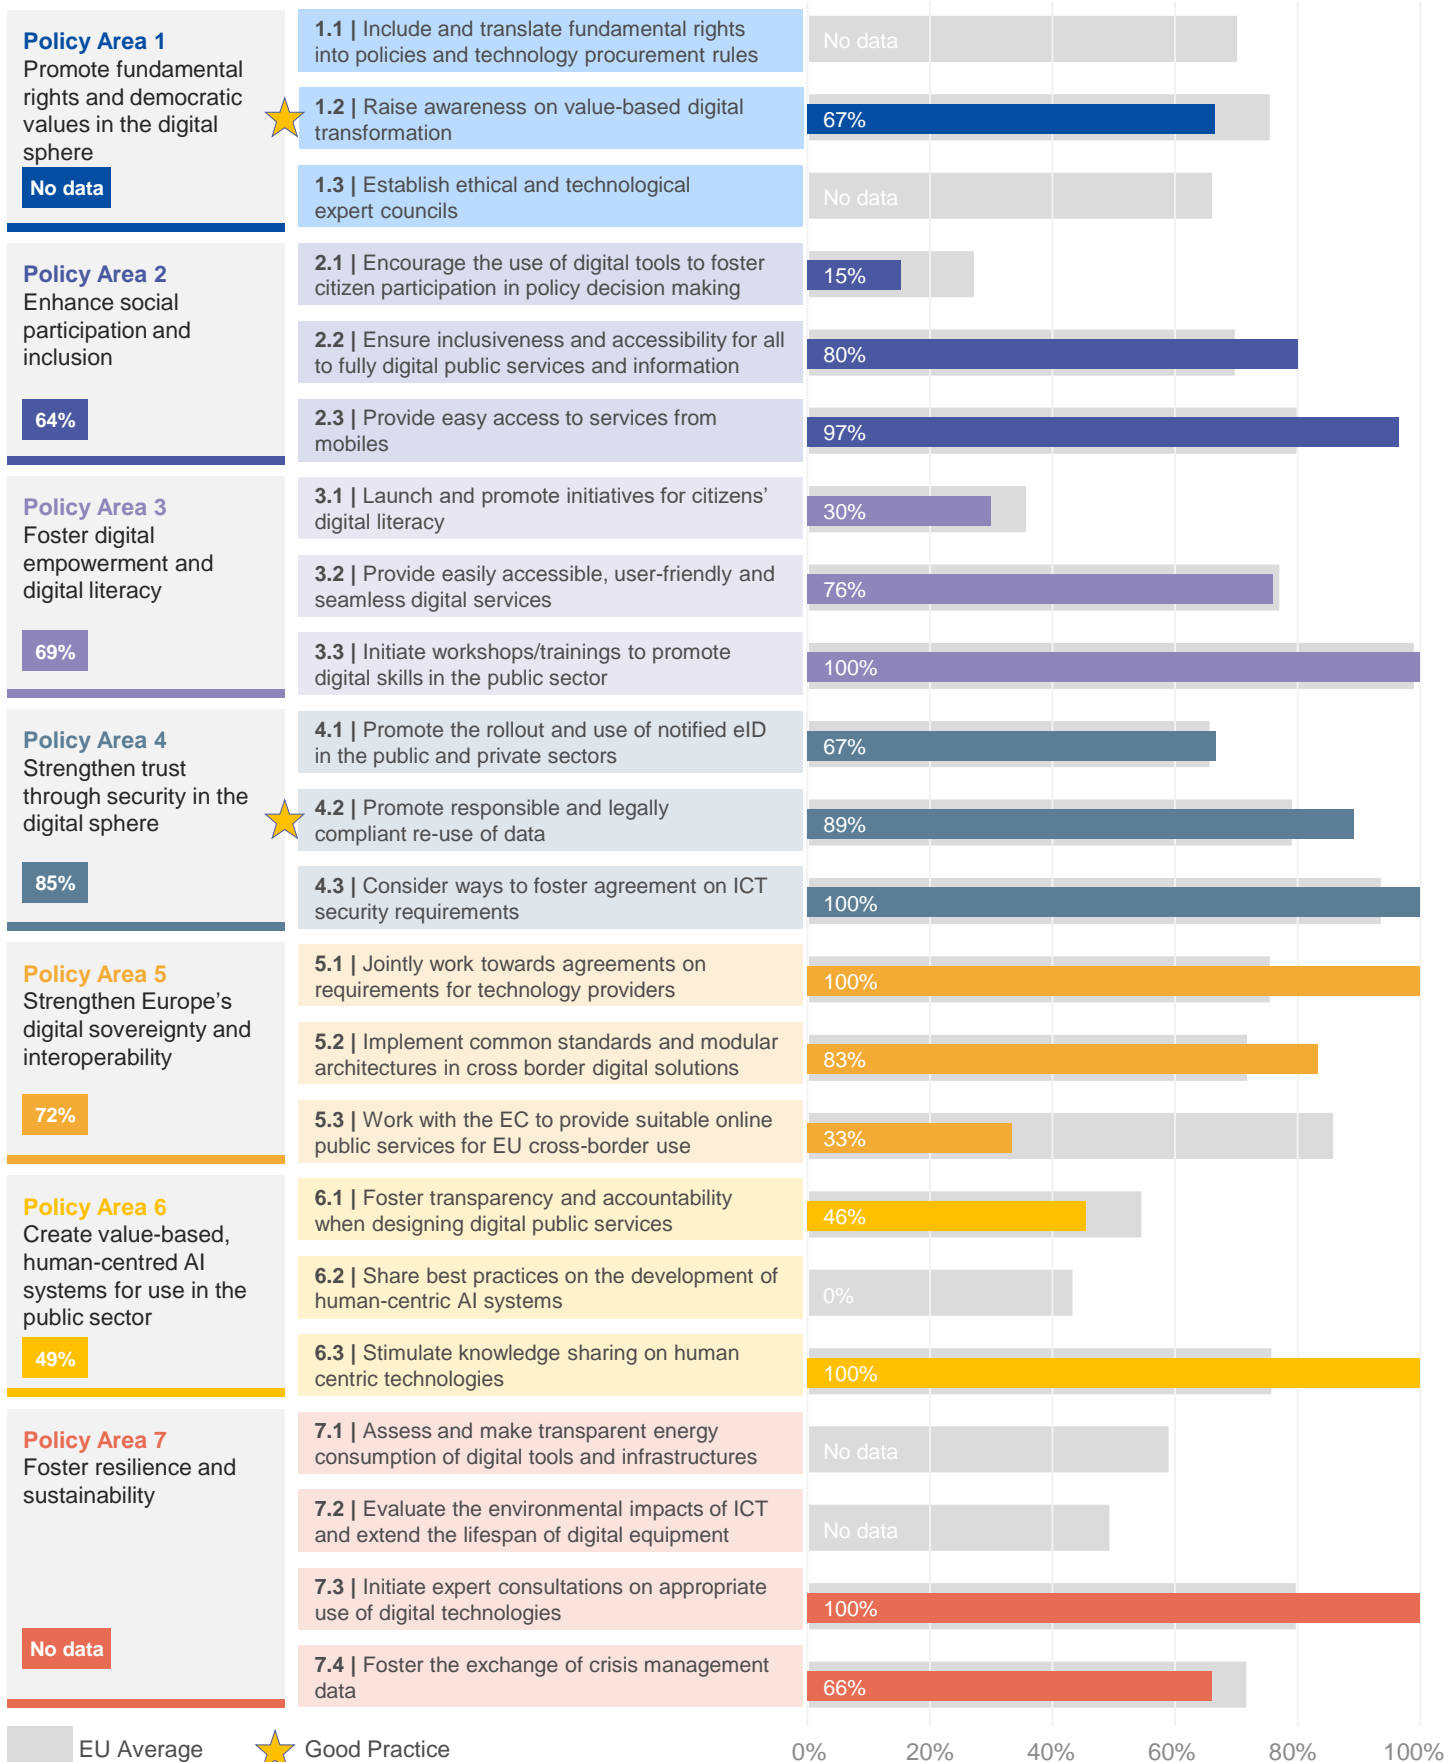 Policy Area 1
Promote fundamental
rights and democratic
values in the digital
sphere
No data
1.1 | Include and translate fundamental rights
into policies and technology procurement rules
No data
1.2 | Raise awareness on value-based digital
transformation
67%
1.3 | Establish ethical and technological
expert councils
No data
Policy Area 2
Enhance social
participation and
inclusion
64%
2.1 | Encourage the use of digital tools to foster
citizen participation in policy decision making
15%
2.2 | Ensure inclusiveness and accessibility for all
to fully digital public services and information
80%
2.3 | Provide easy access to services from
mobiles
97%
Policy Area 3
Foster digital
empowerment and
digital literacy
69%
3.1 | Launch and promote initiatives for citizens’
digital literacy
30%
3.2 | Provide easily accessible, user-friendly and
seamless digital services
76%
3.3 | Initiate workshops/trainings to promote
digital skills in the public sector
100%
Policy Area 4
Strengthen trust
through security in the
digital sphere
85%
4.1 | Promote the rollout and use of notified eID
in the public and private sectors
67%
4.2 | Promote responsible and legally
compliant re-use of data
89%
4.3 | Consider ways to foster agreement on ICT
security requirements
100%
Policy Area 5
Strengthen Europe’s
digital sovereignty and
interoperability
72%
5.1 | Jointly work towards agreements on
requirements for technology providers
100%
5.2 | Implement common standards and modular
architectures in cross border digital solutions
83%
5.3 | Work with the EC to provide suitable online
public services for EU cross-border use
33%
Policy Area 6
Create value-based,
human-centred AI
systems for use in the
public sector
49%
6.1 | Foster transparency and accountability
when designing digital public services
46%
6.2 | Share best practices on the development of
human-centric AI systems
0%
6.3 | Stimulate knowledge sharing on human
centric technologies
100%
Policy Area 7
Foster resilience and
sustainability
No data
7.1 | Assess and make transparent energy
consumption of digital tools and infrastructures
No data
7.2 | Evaluate the environmental impacts of ICT
and extend the lifespan of digital equipment
No data
7.3 | Initiate expert consultations on appropriate
use of digital technologies
100%
7.4 | Foster the exchange of crisis management
data
66%
EU Average
Good Practice
0% 20% 40% 60% 80% 100%